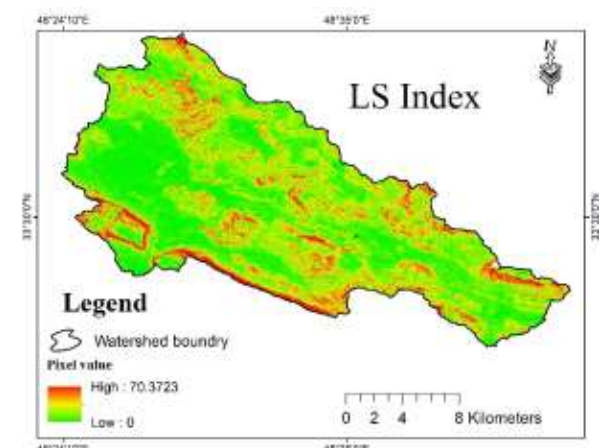 48°24'10"E 48°35'0"E
N
LS Index
33°30'0"N 33°30'0"N
Legend
Watershed boundry
Pixel value
High : 70.3723
Low : 0
0 2 4 8 Kilometers